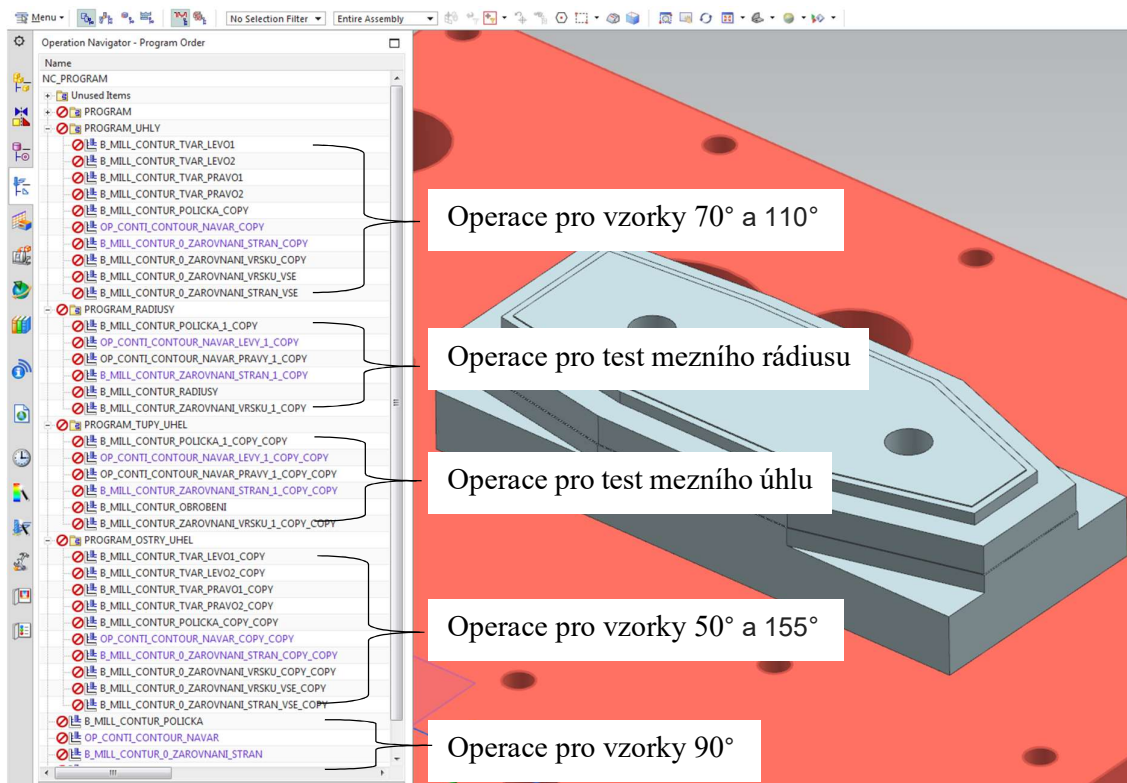 Menu
No Selection Filter
Entire Assembly
Operation Navigator - Program Order
Name
NC_PROGRAM
Unused Items
PROGRAM
PROGRAM_UHLY
B_MILL_CONTUR_TVAR_LEVO1
B_MILL_CONTUR_TVAR_LEVO2
B_MILL_CONTUR_TVAR_PRAVO1
B_MILL_CONTUR_TVAR_PRAVO2
B_MILL_CONTUR_POLICKA_COPY
OP_CONTI_CONTOUR_NAVAR_COPY
B_MILL_CONTUR_0_ZAROVNANI_STRAN_COPY
B_MILL_CONTUR_0_ZAROVNANI_VRSKU_COPY
B_MILL_CONTUR_0_ZAROVNANI_VRSKU_VSE
B_MILL_CONTUR_0_ZAROVNANI_STRAN_VSE
Operace pro vzorky 70° a 110°
PROGRAM_RADIUSY
B_MILL_CONTUR_POLICKA_1_COPY
OP_CONTI_CONTOUR_NAVAR_LEVY_1_COPY
OP_CONTI_CONTOUR_NAVAR_PRAVY_1_COPY
B_MILL_CONTUR_ZAROVNANI_STRAN_1_COPY
B_MILL_CONTUR_RADIUSY
B_MILL_CONTUR_ZAROVNANI_VRSKU_1_COPY
Operace pro test mezního rádiusu
PROGRAM_TUPY_UHEL
B_MILL_CONTUR_POLICKA_1_COPY_COPY
OP_CONTI_CONTOUR_NAVAR_LEVY_1_COPY_COPY
OP_CONTI_CONTOUR_NAVAR_PRAVY_1_COPY_COPY
B_MILL_CONTUR_ZAROVNANI_STRAN_1_COPY_COPY
B_MILL_CONTUR_OBROBENI
B_MILL_CONTUR_ZAROVNANI_VRSKU_1_COPY_COPY
Operace pro test mezního úhlu
PROGRAM_OSTRY_UHEL
B_MILL_CONTUR_TVAR_LEVO1_COPY
B_MILL_CONTUR_TVAR_LEVO2_COPY
B_MILL_CONTUR_TVAR_PRAVO1_COPY
B_MILL_CONTUR_TVAR_PRAVO2_COPY
B_MILL_CONTUR_POLICKA_COPY_COPY
OP_CONTI_CONTOUR_NAVAR_COPY_COPY
B_MILL_CONTUR_0_ZAROVNANI_STRAN_COPY_COPY
B_MILL_CONTUR_0_ZAROVNANI_VRSKU_COPY_COPY
B_MILL_CONTUR_0_ZAROVNANI_VRSKU_VSE_COPY
B_MILL_CONTUR_0_ZAROVNANI_STRAN_VSE_COPY
Operace pro vzorky 50° a 155°
B_MILL_CONTUR_POLICKA
OP_CONTI_CONTOUR_NAVAR
B_MILL_CONTUR_0_ZAROVNANI_STRAN
Operace pro vzorky 90°